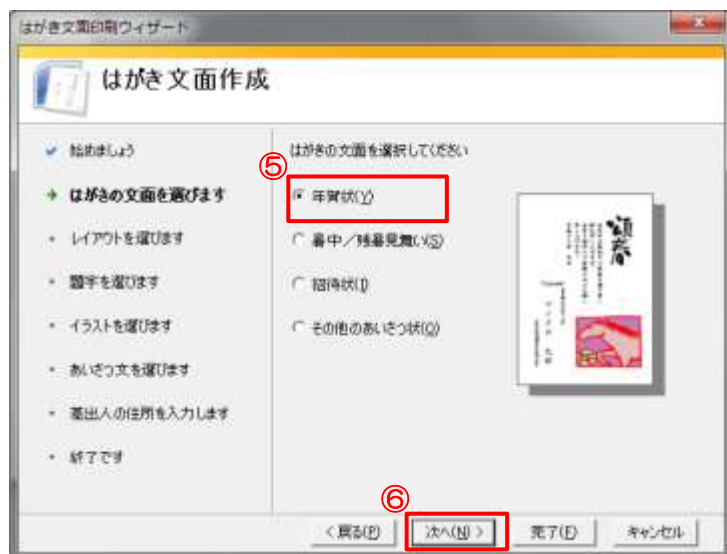 はがき文面印刷ウィザード
はがき文面作成
始めましょう
はがきの文面を選びます
レイアウトを選びます
題字を選びます
イラストを選びます
あいさつ文を選びます
差出人の住所を入力します
終了です
はがきの文面を選択してください
⑤
年賀状(Y)
暑中/残暑見舞い(S)
招待状(I)
その他のあいさつ状(O)
頌春
⑥
< 戻る(P)
次へ(N) >
完了(F)
キャンセル